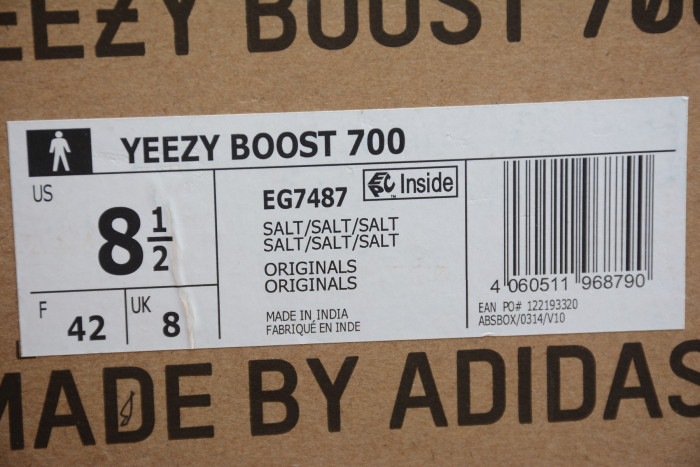 EEZY BOOST 70
YEEZY BOOST 700
US
8 1/2
F
42
UK
8
EG7487
Inside
™
SALT/SALT/SALT
SALT/SALT/SALT
ORIGINALS
ORIGINALS
MADE IN INDIA
FABRIQUÉ EN INDE
4 060511 968790
EAN PO# 122193320
ABSBOX/0314/V10
MADE BY ADIDAS